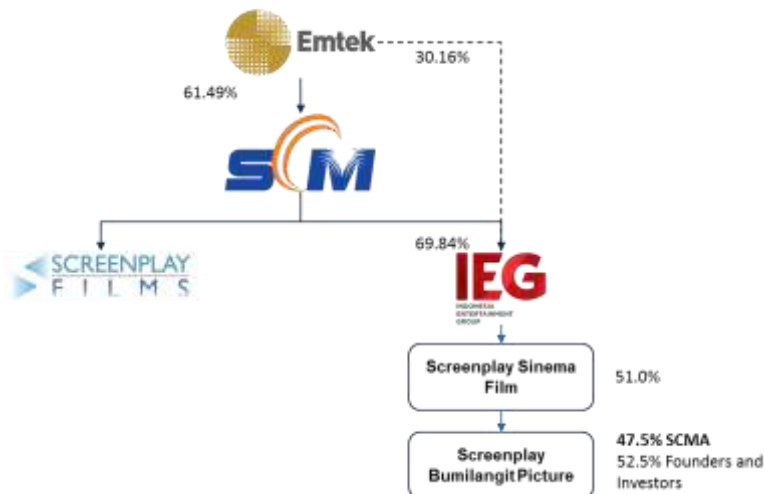 Emtek
30.16%
61.49%
SCM
SCREENPLAY
FILMS
69.84%
IEG
INDONESIA
ENTERTAINMENT
GROUP
Screenplay Sinema
Film
51.0%
Screenplay
Bumilangit Picture
47.5% SCMA
52.5% Founders and
Investors